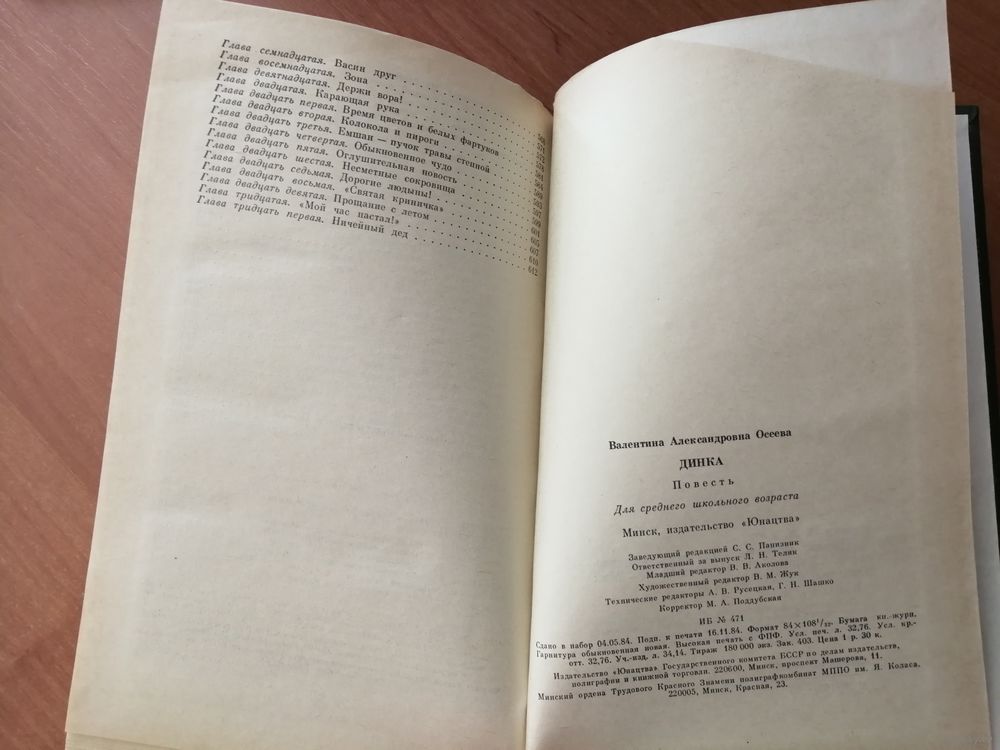 Глава семнадцатая. Васин друг
Глава восемнадцатая. Зона
Глава девятнадцатая. Держи вора!
Глава двадцатая. Карающая рука
Глава двадцать первая. Время цветов и белых фартуков
Глава двадцать вторая. Колокола и пироги
Глава двадцать третья. Емшан — пучок травы степной
Глава двадцать четвертая. Обыкновенное чудо
Глава двадцать пятая. Оглушительная новость
Глава двадцать шестая. Несметные сокровища
Глава двадцать седьмая. Дорогие людыны!
Глава двадцать восьмая. «Святая криничка» 605
Глава двадцать девятая. Прощание с летом 607
Глава тридцатая. «Мой час настал!» 610
Глава тридцать первая. Ничейный дед 612
Валентина Александровна Осеева
ДИНКА
Повесть
Для среднего школьного возраста
Минск, издательство «Юнацтва»
Заведующий редакцией С. С. Панизник
Ответственный за выпуск Л. Н. Теляк
Младший редактор В. В. Аколова
Художественный редактор В. М. Жук
Технические редакторы А. В. Русецкая, Г. Н. Шашко
Корректор М. А. Поддубская
ИБ № 471
Сдано в набор 04.05.84. Подп. к печати 16.11.84. Формат 84×108¹/₃₂. Бумага кн.-журн.
Гарнитура обыкновенная новая. Высокая печать с ФПФ. Усл. печ. л. 32,76. Усл. кр.-
отт. 32,76. Уч.-изд. л. 34,14. Тираж 180 000 экз. Зак. 403. Цена 1 р. 30 к.
Издательство «Юнацтва» Государственного комитета БССР по делам издательств,
полиграфии и книжной торговли. 220600, Минск, проспект Машерова, 11.
Минский ордена Трудового Красного Знамени полиграфкомбинат МППО им. Я. Коласа.
220005, Минск, Красная, 23.